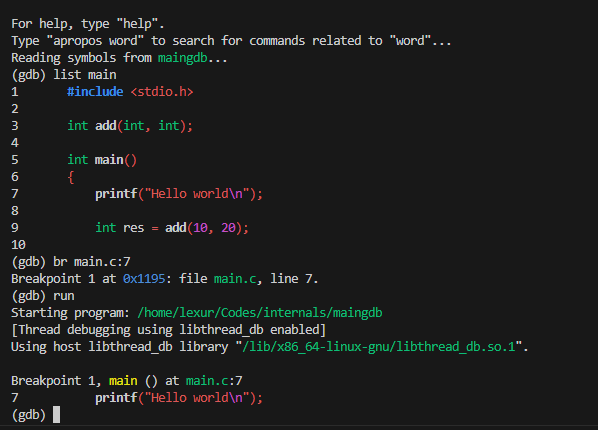 For help, type "help".
Type "apropos word" to search for commands related to "word"...
Reading symbols from maingdb...
(gdb) list main
1       #include <stdio.h>
2
3       int add(int, int);
4
5       int main()
6       {
7           printf("Hello world\n");
8
9           int res = add(10, 20);
10
(gdb) br main.c:7
Breakpoint 1 at 0x1195: file main.c, line 7.
(gdb) run
Starting program: /home/lexur/Codes/internals/maingdb
[Thread debugging using libthread_db enabled]
Using host libthread_db library "/lib/x86_64-linux-gnu/libthread_db.so.1".

Breakpoint 1, main () at main.c:7
7           printf("Hello world\n");
(gdb)